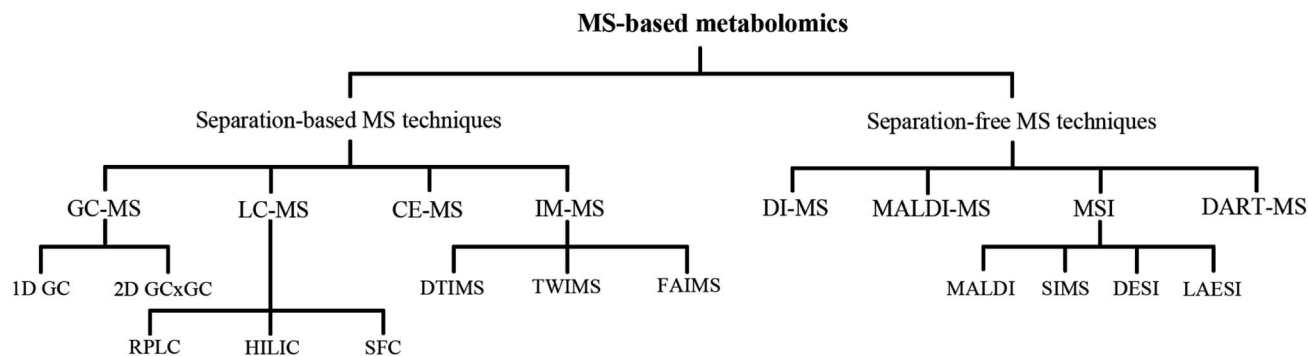 MS-based metabolomics
Separation-based MS techniques
Separation-free MS techniques
GC-MS
LC-MS
CE-MS
IM-MS
DI-MS
MALDI-MS
MSI
DART-MS
1D GC
2D GCxGC
DTIMS
TWIMS
FAIMS
MALDI
SIMS
DESI
LAESI
RPLC
HILIC
SFC